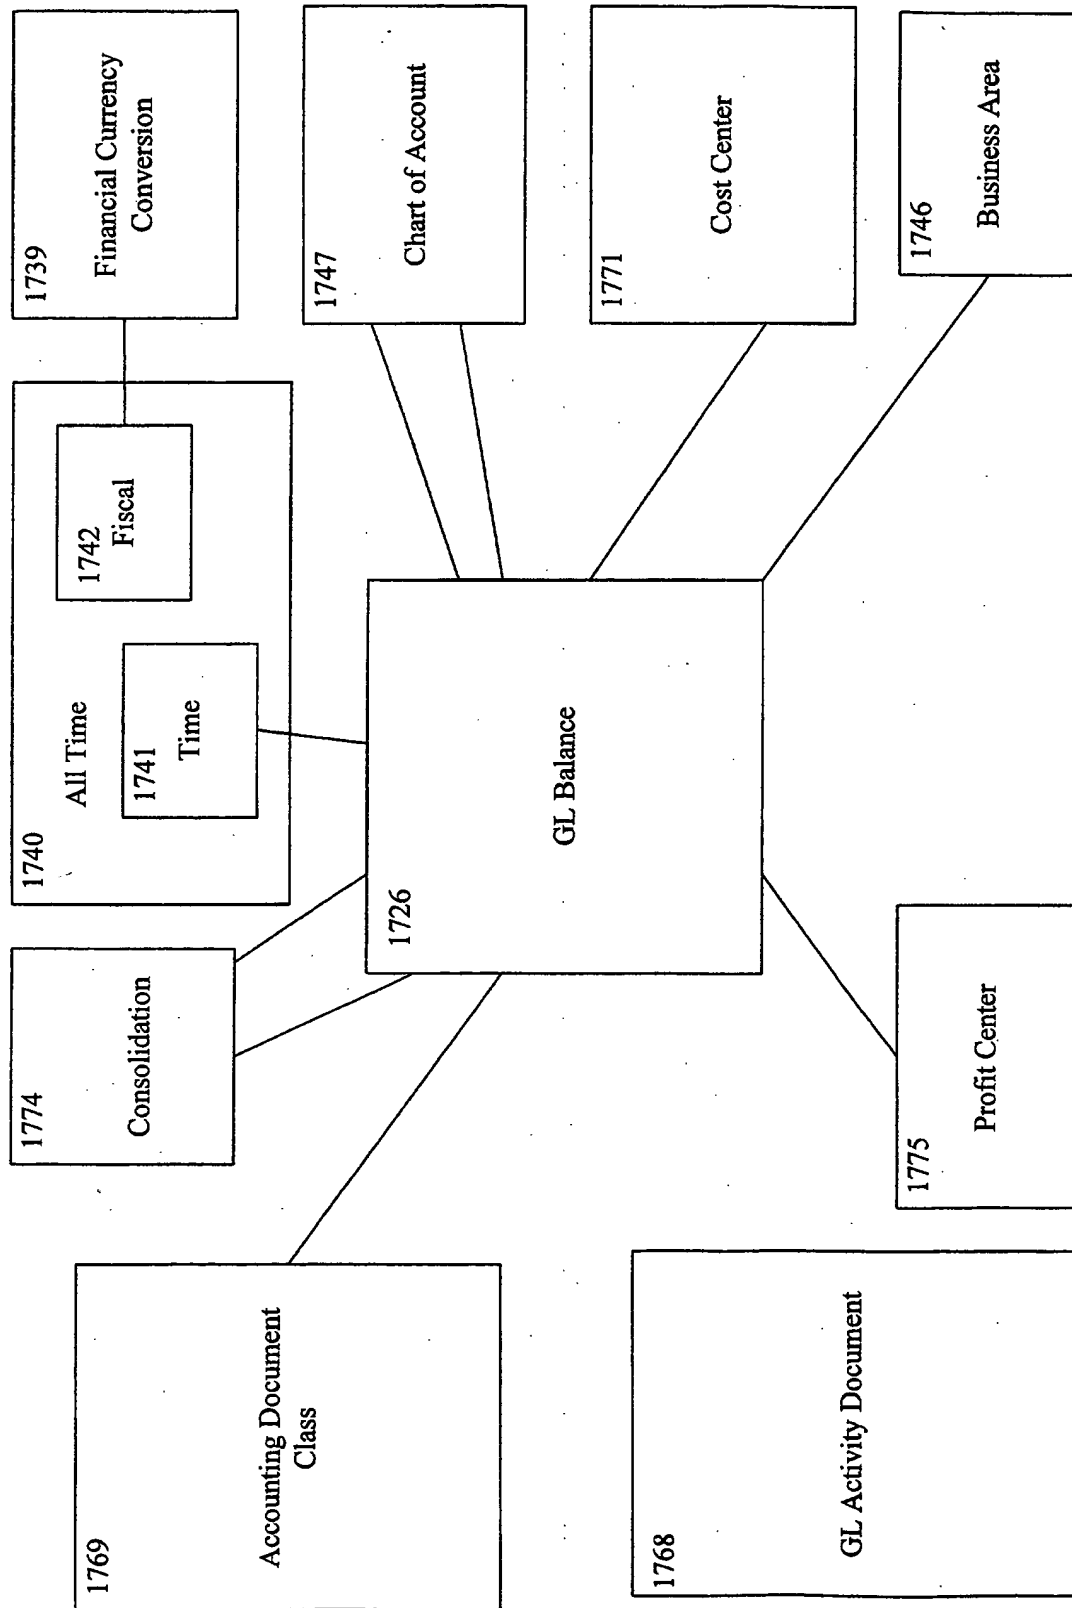 1769
Accounting Document
Class
1774
Consolidation
1740
All Time
1741
Time
1742
Fiscal
1739
Financial Currency
Conversion
1747
Chart of Account
1726
GL Balance
1771
Cost Center
1768
GL Activity Document
1775
Profit Center
1746
Business Area